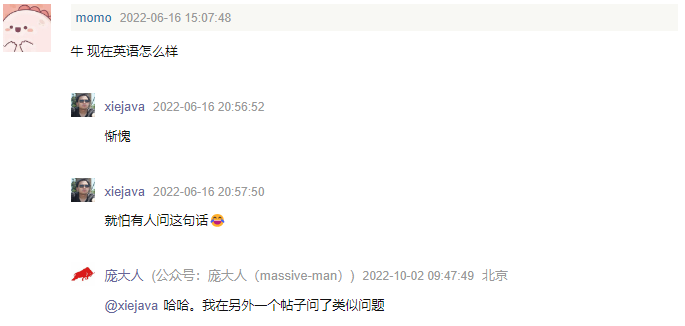 momo 2022-06-16 15:07:48
牛 现在英语怎么样
xiejava 2022-06-16 20:56:52
惭愧
xiejava 2022-06-16 20:57:50
就怕有人问这句话😂
庞大人 (公众号：庞大人（massive-man）) 2022-10-02 09:47:49 北京
@xiejava 哈哈。我在另外一个帖子问了类似问题